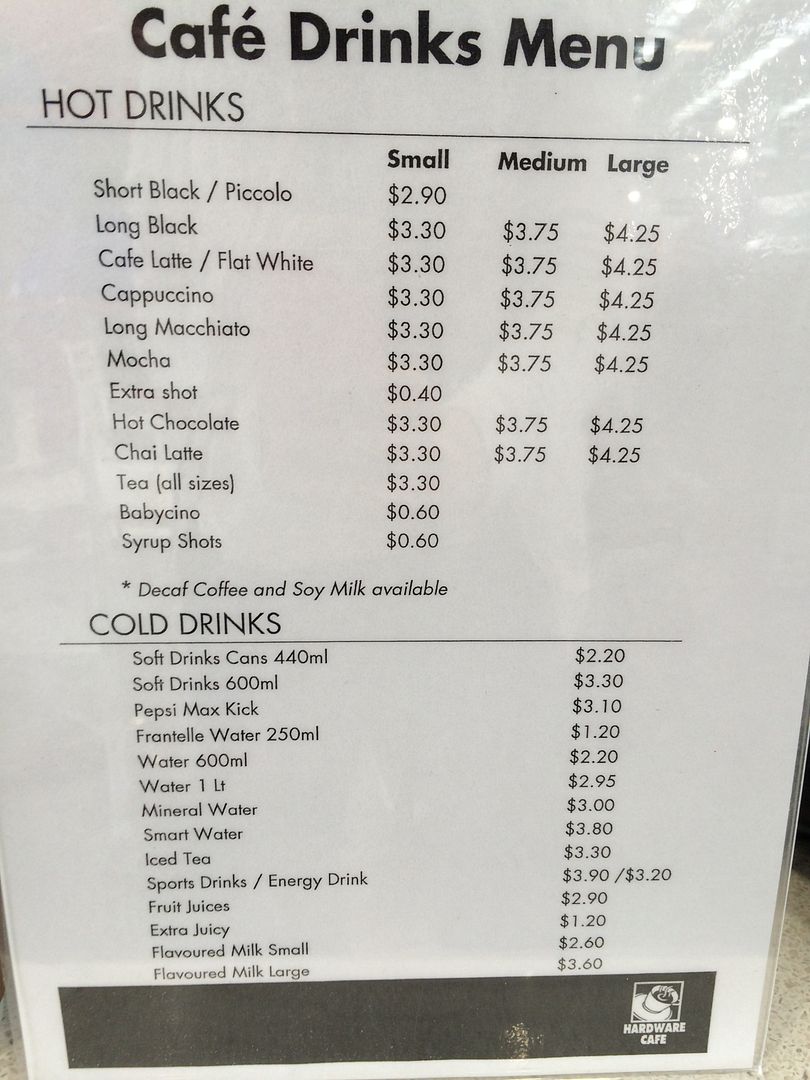 Café Drinks Menu
HOT DRINKS
Small Medium Large
Short Black / Piccolo $2.90
Long Black $3.30 $3.75 $4.25
Cafe Latte / Flat White $3.30 $3.75 $4.25
Cappuccino $3.30 $3.75 $4.25
Long Macchiato $3.30 $3.75 $4.25
Mocha $3.30 $3.75 $4.25
Extra shot $0.40
Hot Chocolate $3.30 $3.75 $4.25
Chai Latte $3.30 $3.75 $4.25
Tea (all sizes) $3.30
Babycino $0.60
Syrup Shots $0.60
* Decaf Coffee and Soy Milk available
COLD DRINKS
Soft Drinks Cans 440ml $2.20
Soft Drinks 600ml $3.30
Pepsi Max Kick $3.10
Frantelle Water 250ml $1.20
Water 600ml $2.20
Water 1 Lt $2.95
Mineral Water $3.00
Smart Water $3.80
Iced Tea $3.30
Sports Drinks / Energy Drink $3.90 /$3.20
Fruit Juices $2.90
Extra Juicy $1.20
Flavoured Milk Small $2.60
Flavoured Milk Large $3.60
HARDWARE
CAFE